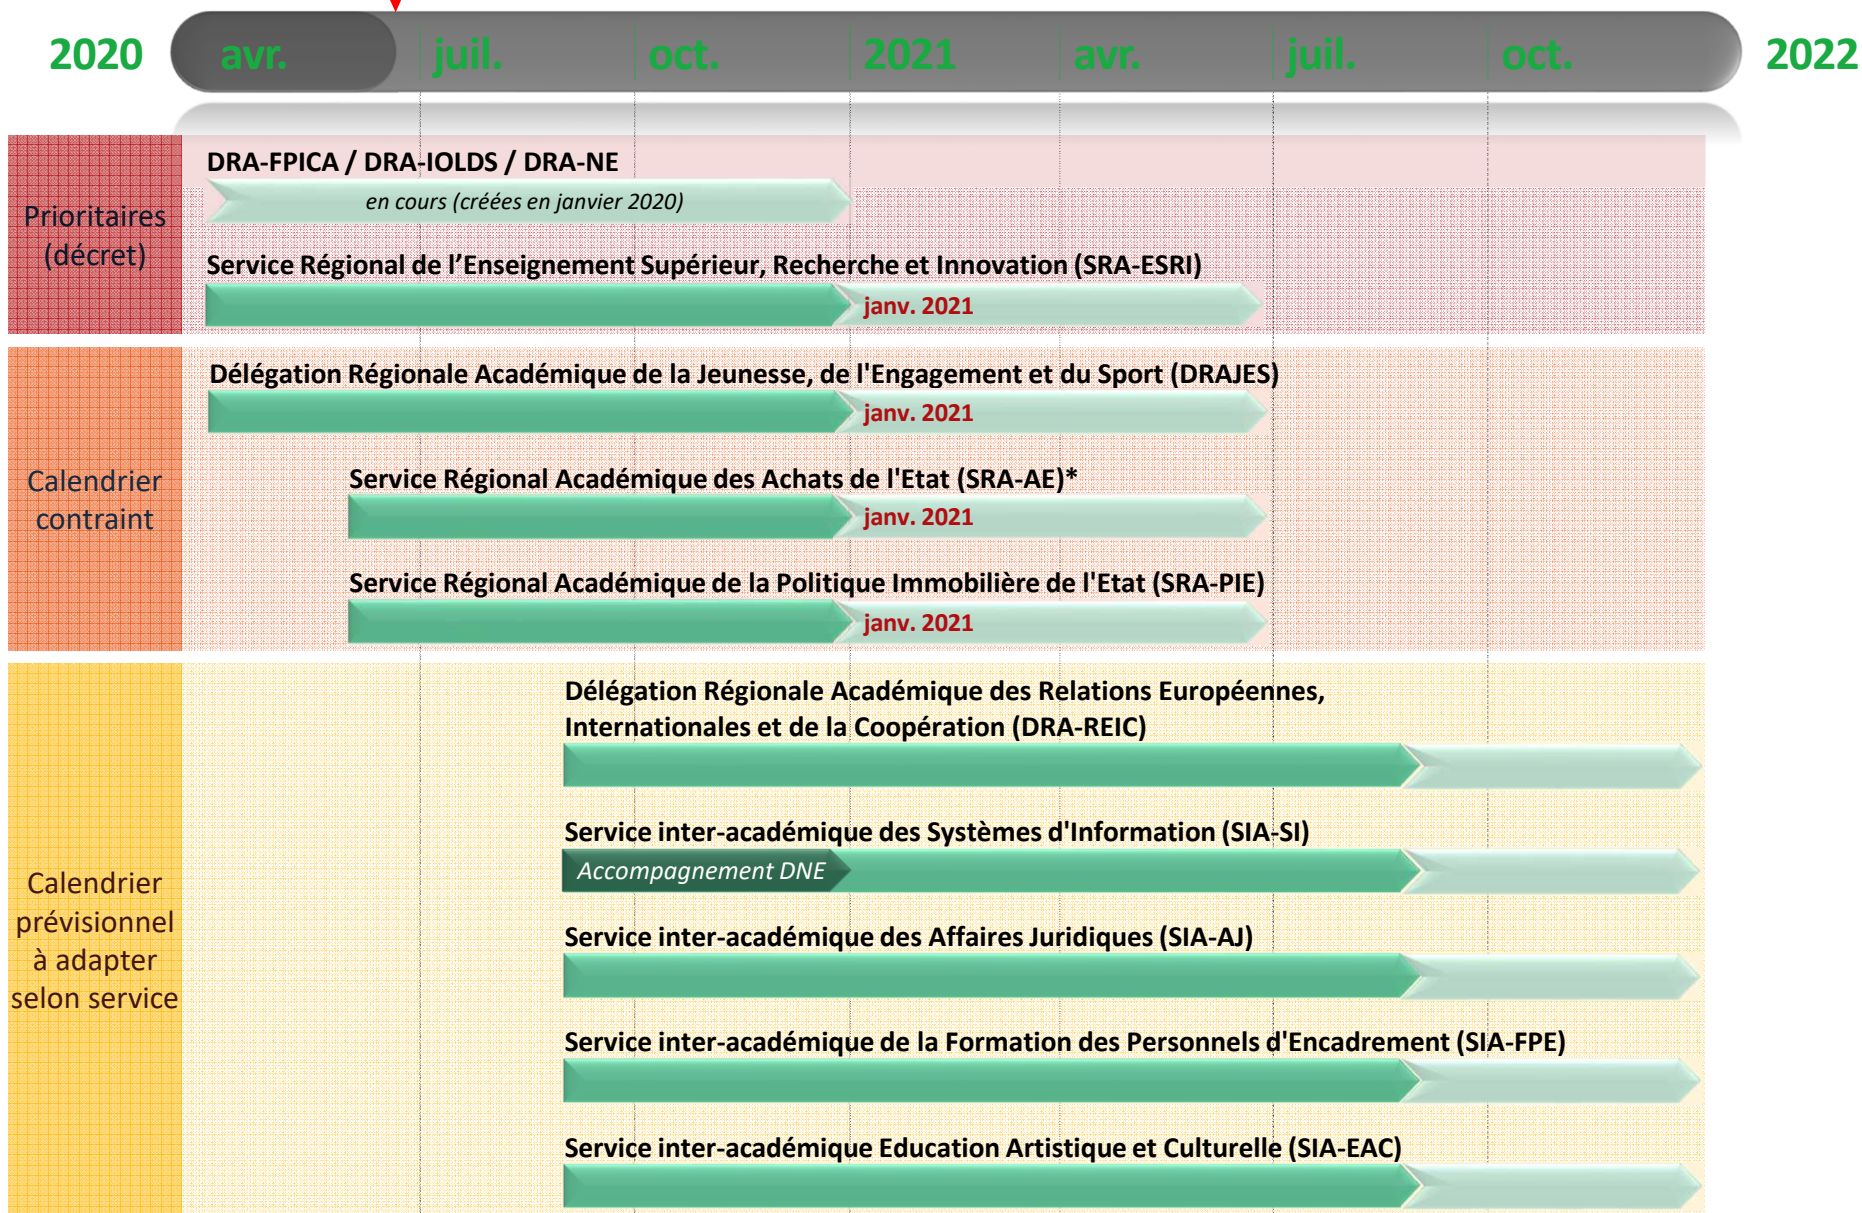 2020 avr. juil. oct. 2021 avr. juil. oct. 2022
Prioritaires
(décret)
DRA-FPICA / DRA-IOLDS / DRA-NE
en cours (créées en janvier 2020)
Service Régional de l’Enseignement Supérieur, Recherche et Innovation (SRA-ESRI)
janv. 2021
Calendrier
contraint
Délégation Régionale Académique de la Jeunesse, de l'Engagement et du Sport (DRAJES)
janv. 2021
Service Régional Académique des Achats de l'Etat (SRA-AE)*
janv. 2021
Service Régional Académique de la Politique Immobilière de l'Etat (SRA-PIE)
janv. 2021
Calendrier
prévisionnel
à adapter
selon service
Délégation Régionale Académique des Relations Européennes,
Internationales et de la Coopération (DRA-REIC)
Service inter-académique des Systèmes d'Information (SIA-SI)
Accompagnement DNE
Service inter-académique des Affaires Juridiques (SIA-AJ)
Service inter-académique de la Formation des Personnels d'Encadrement (SIA-FPE)
Service inter-académique Education Artistique et Culturelle (SIA-EAC)